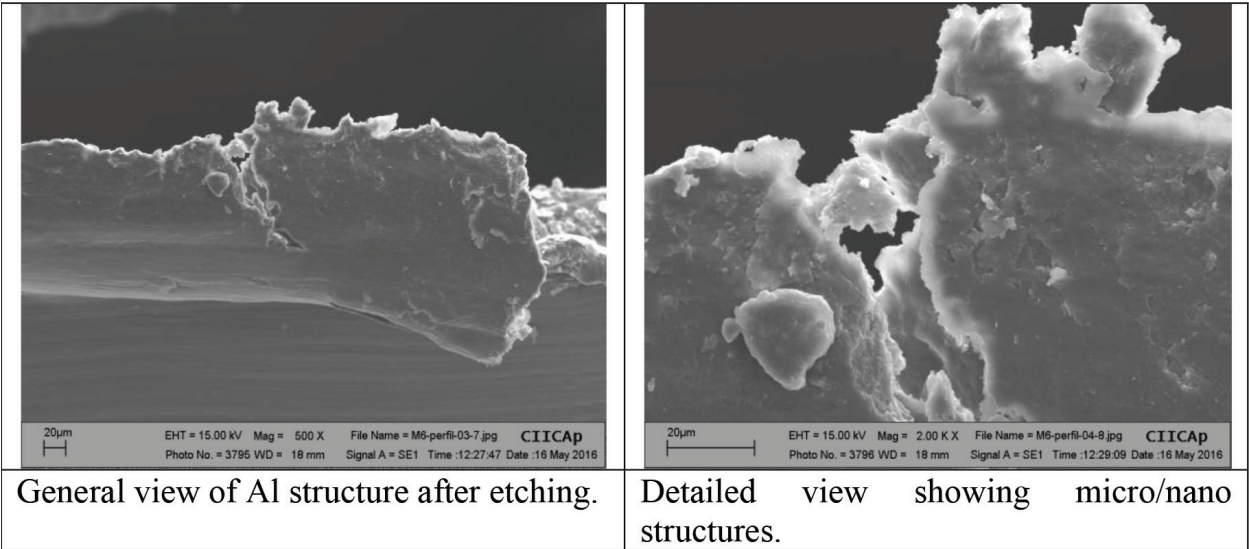 20µm
EHT = 15.00 kV Mag = 500 X File Name = M6-perfil-03-7.jpg CIICAp
Photo No. = 3795 WD = 18 mm Signal A = SE1 Time :12:27:47 Date :16 May 2016
20µm
EHT = 15.00 kV Mag = 2.00 K X File Name = M6-perfil-04-8.jpg CIICAp
Photo No. = 3796 WD = 18 mm Signal A = SE1 Time :12:29:09 Date :16 May 2016
General view of Al structure after etching.
Detailed view showing micro/nano
structures.